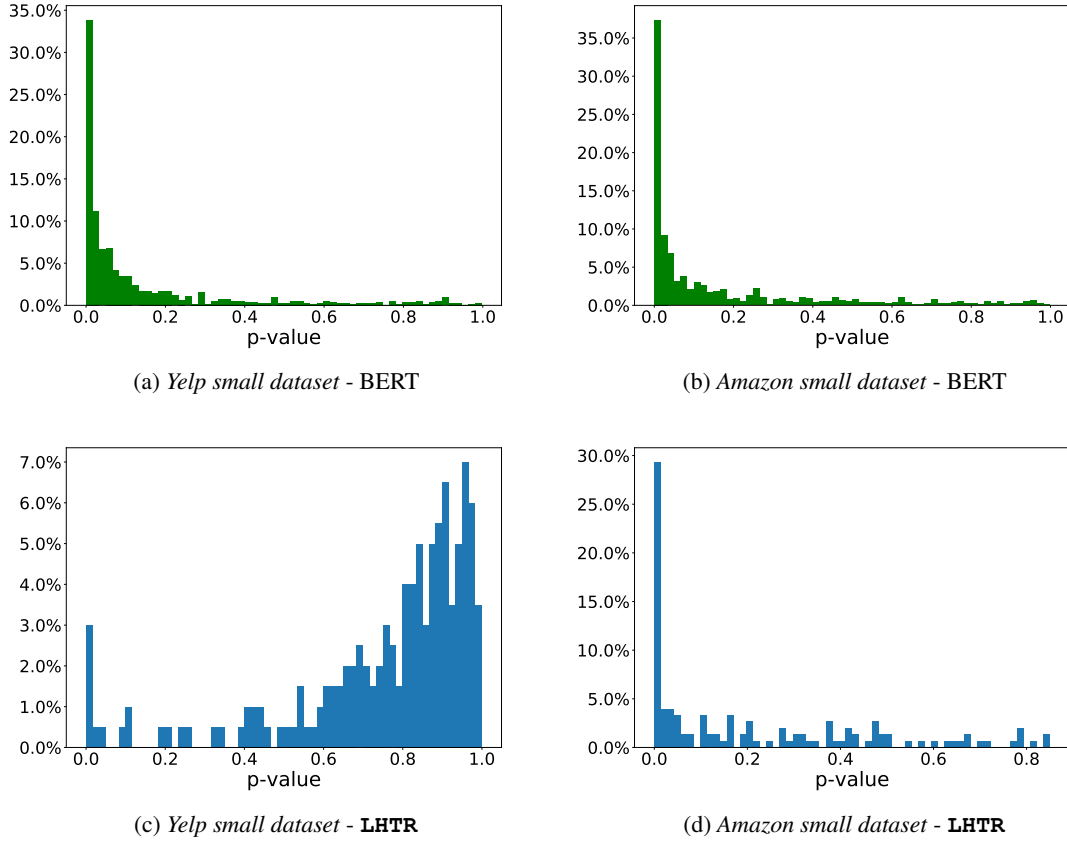 35.0%
30.0%
25.0%
20.0%
15.0%
10.0%
5.0%
0.0%
0.0 0.2 0.4 0.6 0.8 1.0
p-value
(a) Yelp small dataset - BERT
35.0%
30.0%
25.0%
20.0%
15.0%
10.0%
5.0%
0.0%
0.0 0.2 0.4 0.6 0.8 1.0
p-value
(b) Amazon small dataset - BERT
7.0%
6.0%
5.0%
4.0%
3.0%
2.0%
1.0%
0.0%
0.0 0.2 0.4 0.6 0.8 1.0
p-value
(c) Yelp small dataset - LHTR
30.0%
25.0%
20.0%
15.0%
10.0%
5.0%
0.0%
0.0 0.2 0.4 0.6 0.8
p-value
(d) Amazon small dataset - LHTR